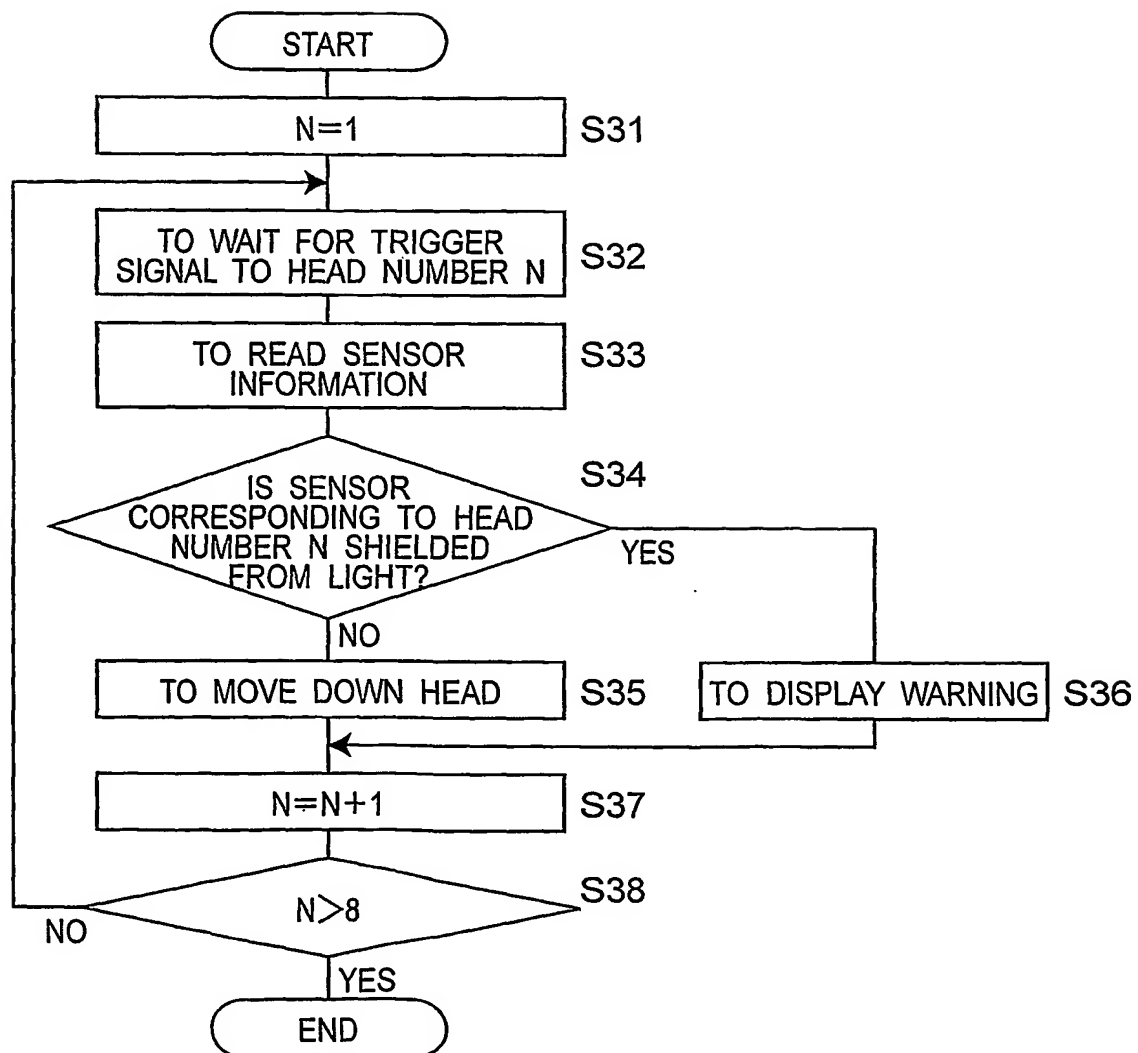 START
N=1
S31
TO WAIT FOR TRIGGER
SIGNAL TO HEAD NUMBER N
S32
TO READ SENSOR
INFORMATION
S33
IS SENSOR
CORRESPONDING TO HEAD
NUMBER N SHIELDED
FROM LIGHT?
S34
YES
NO
TO MOVE DOWN HEAD
S35
TO DISPLAY WARNING
S36
N=N+1
S37
N>8
S38
NO
YES
END